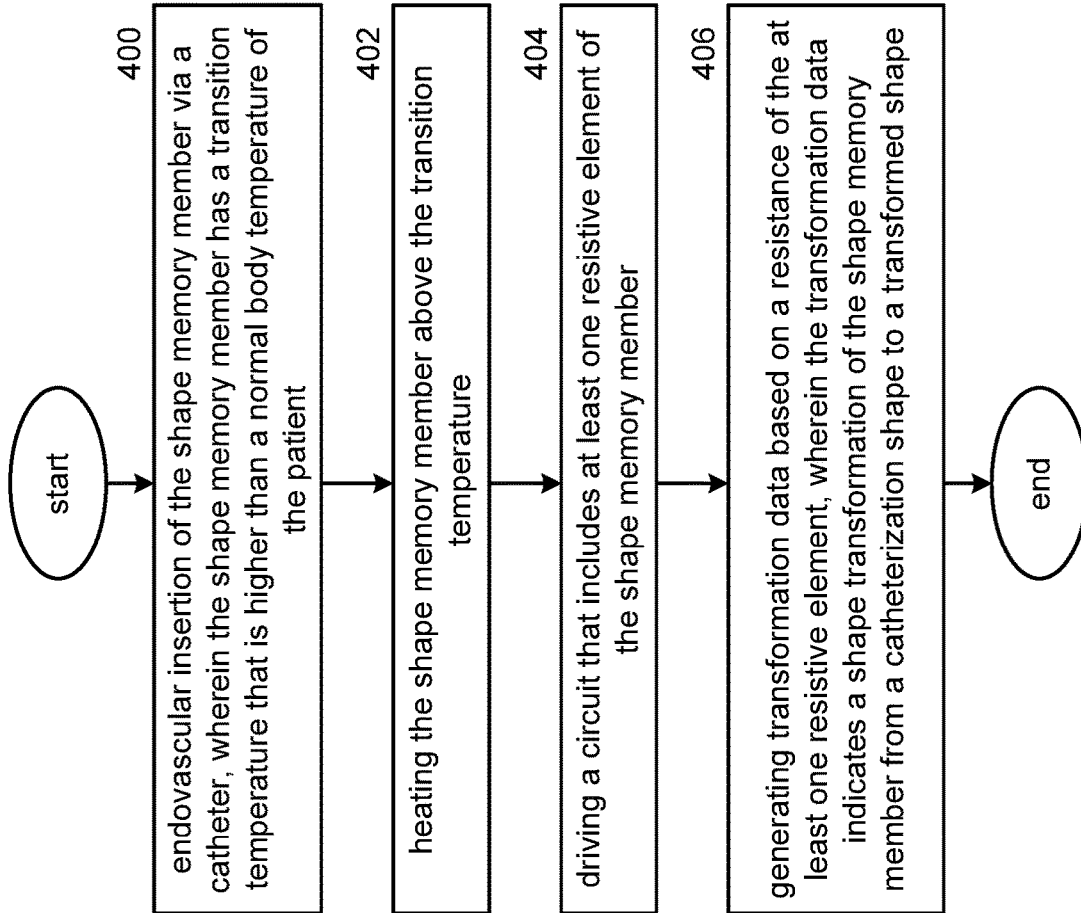 start
400
endovascular insertion of the shape memory member via a
catheter, wherein the shape memory member has a transition
temperature that is higher than a normal body temperature of
the patient
402
heating the shape memory member above the transition
temperature
404
driving a circuit that includes at least one resistive element of
the shape memory member
406
generating transformation data based on a resistance of the at
least one resistive element, wherein the transformation data
indicates a shape transformation of the shape memory
member from a catheterization shape to a transformed shape
end